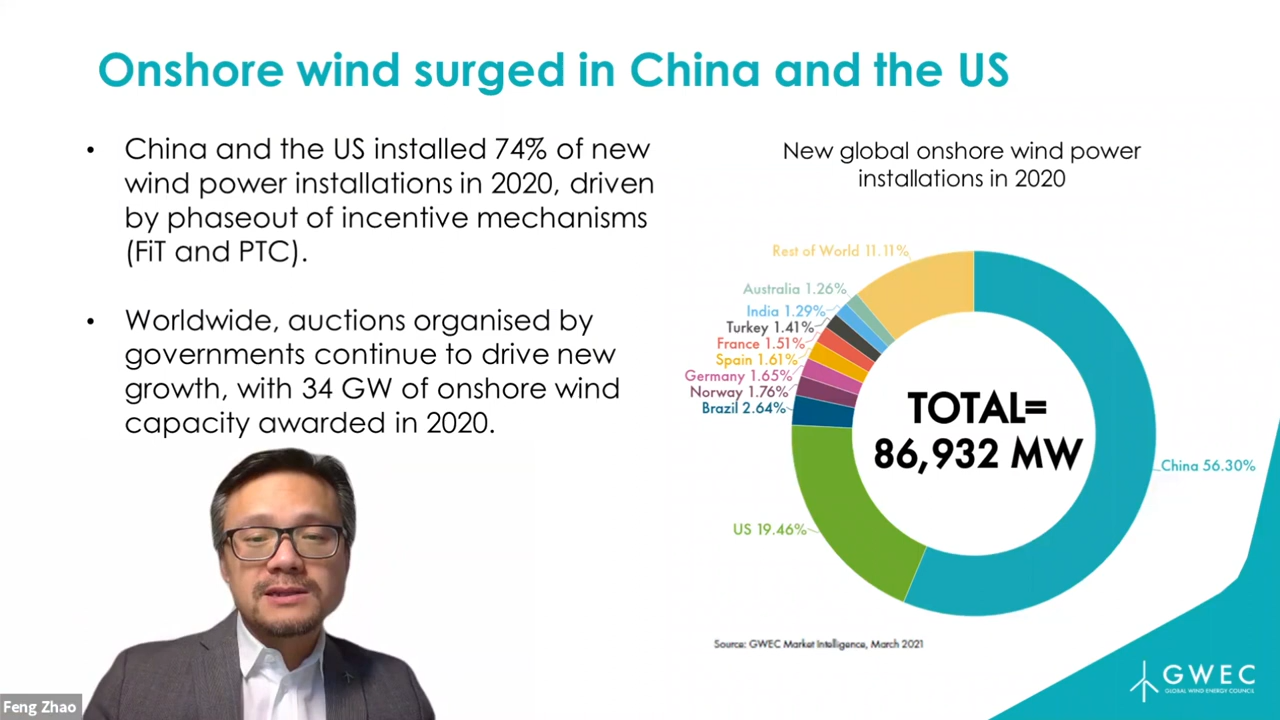 Onshore wind surged in China and the US
• China and the US installed 74% of new
wind power installations in 2020, driven
by phaseout of incentive mechanisms
(FiT and PTC).
• Worldwide, auctions organised by
governments continue to drive new
growth, with 34 GW of onshore wind
capacity awarded in 2020.
New global onshore wind power
installations in 2020
Rest of World 11.11%
Australia 1.26%
India 1.29%
Turkey 1.41%
France 1.51%
Spain 1.61%
Germany 1.65%
Norway 1.76%
Brazil 2.64%
TOTAL=
86,932 MW
China 56.30%
US 19.46%
Source: GWEC Market Intelligence, March 2021
GWEC
GLOBAL WIND ENERGY COUNCIL
Feng Zhao